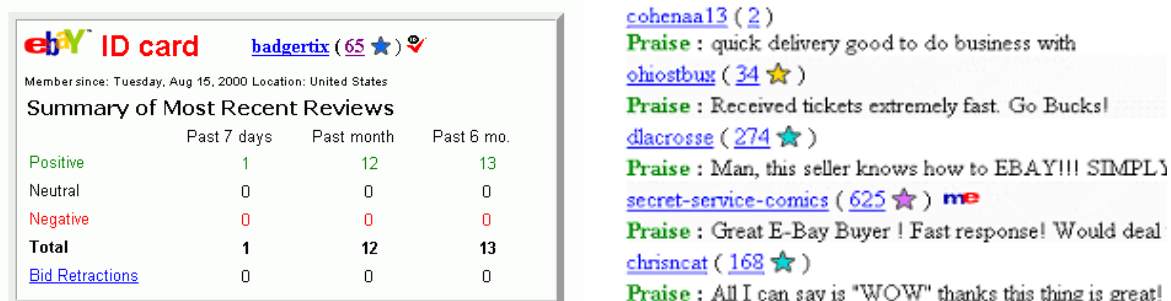 ebaY™ ID card badgertix (65 ) ID
Member since: Tuesday, Aug 15, 2000 Location: United States
Summary of Most Recent Reviews
Past 7 days Past month Past 6 mo.
Positive 1 12 13
Neutral 0 0 0
Negative 0 0 0
Total 1 12 13
Bid Retractions 0 0 0
cohenaa13 ( 2 )
Praise : quick delivery good to do business with
ohiostbux ( 34 )
Praise : Received tickets extremely fast. Go Bucks!
dlacrosse ( 274 )
Praise : Man, this seller knows how to EBAY!!! SIMPLY
secret-service-comics ( 625 ) me
Praise : Great E-Bay Buyer ! Fast response! Would deal
chrisncat ( 168 )
Praise : All I can say is "WOW" thanks this thing is great!